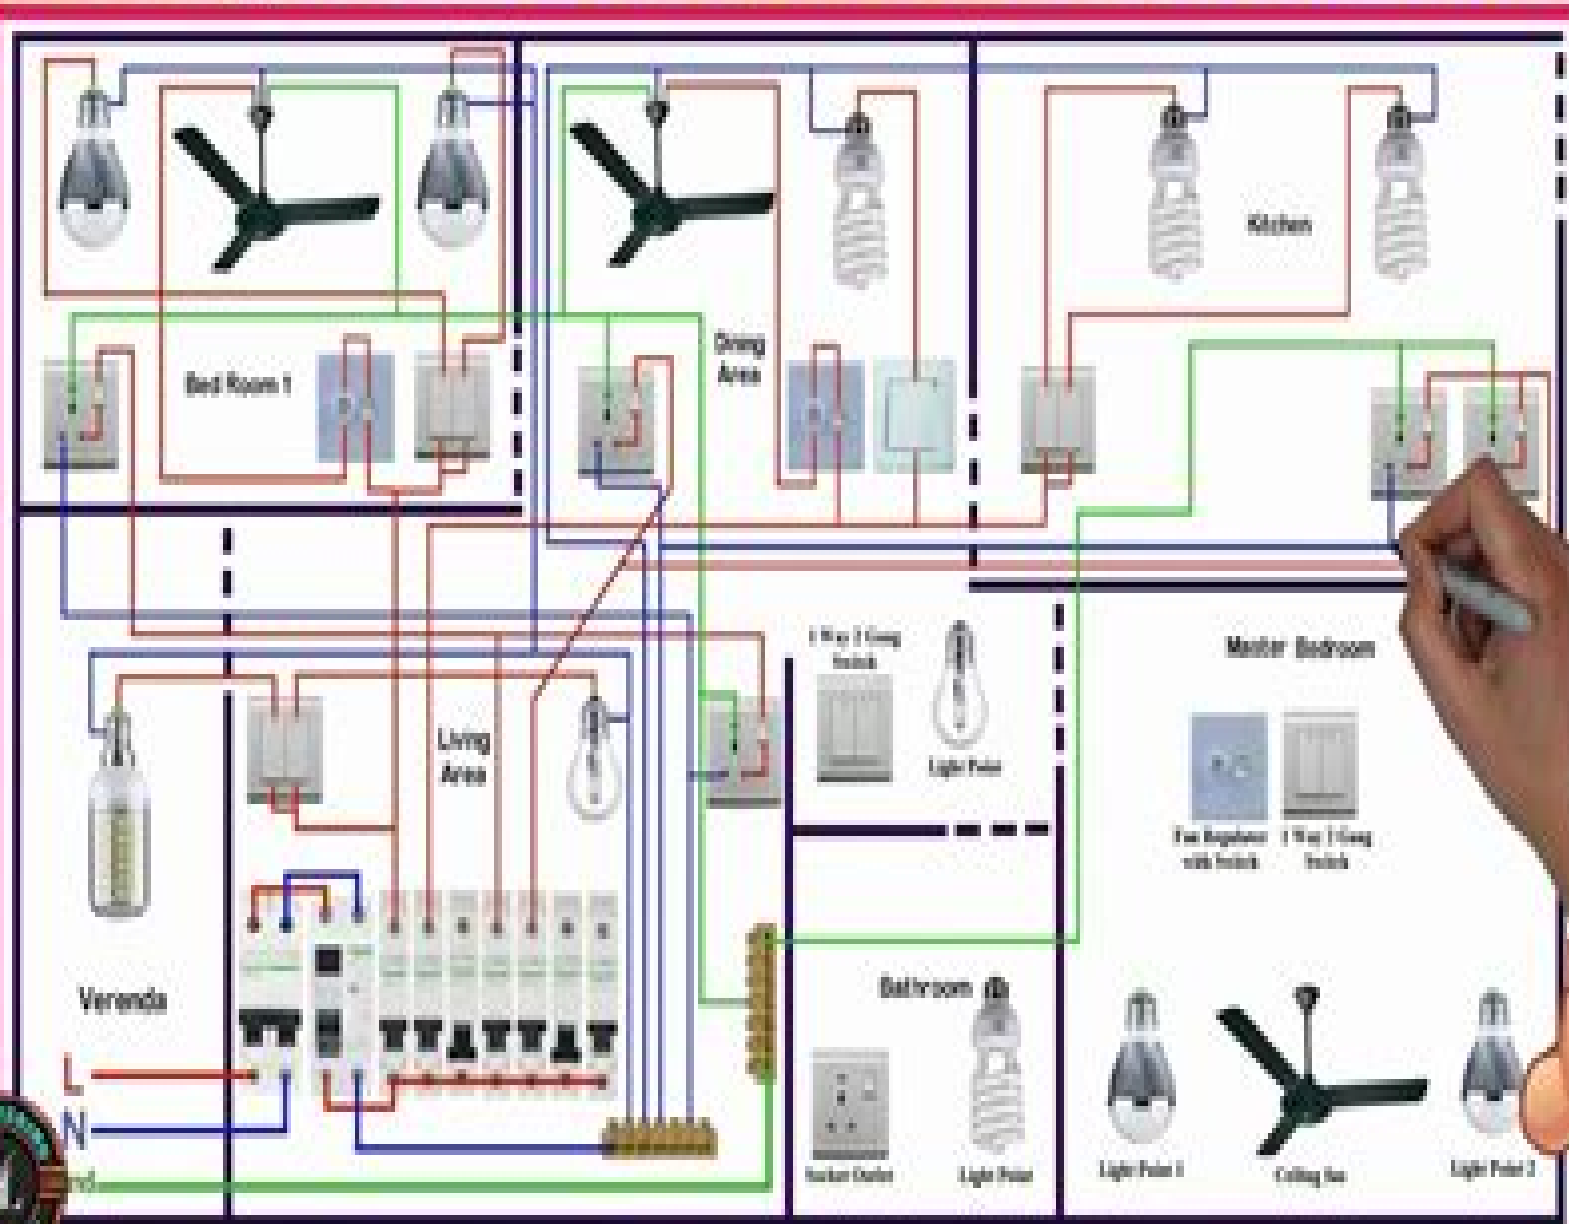 Kitchen
Dring
Area
Bed Room 1
1 Way 2 Gang
Switch
Master Bedroom
Living
Area
Light Point
Fan Regulator
with Switch
1 Way 2 Gang
Switch
Bathroom
Verenda
L
N
Socket Outlet
Light Point
Light Point 1
Ceiling fan
Light Point 2